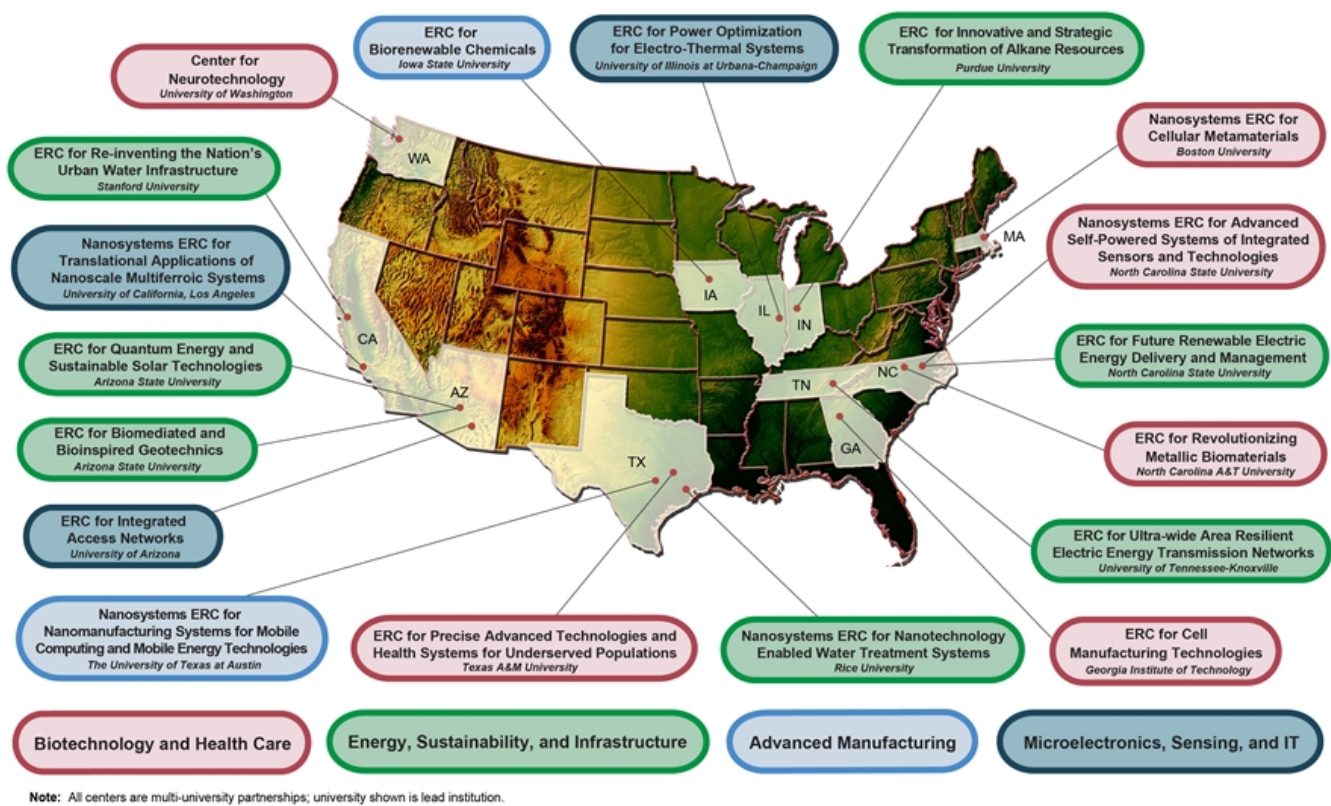 ERC for
Biorenewable Chemicals
Iowa State University
ERC for Power Optimization
for Electro-Thermal Systems
University of Illinois at Urbana-Champaign
ERC for Innovative and Strategic
Transformation of Alkane Resources
Purdue University
Center for
Neurotechnology
University of Washington
Nanosystems ERC for
Cellular Metamaterials
Boston University
ERC for Re-inventing the Nation's
Urban Water Infrastructure
Stanford University
Nanosystems ERC for Advanced
Self-Powered Systems of Integrated
Sensors and Technologies
North Carolina State University
Nanosystems ERC for
Translational Applications of
Nanoscale Multiferroic Systems
University of California, Los Angeles
ERC for Future Renewable Electric
Energy Delivery and Management
North Carolina State University
ERC for Quantum Energy and
Sustainable Solar Technologies
Arizona State University
ERC for Biomediated and
Bioinspired Geotechnics
Arizona State University
ERC for Revolutionizing
Metallic Biomaterials
North Carolina A&T University
ERC for Integrated
Access Networks
University of Arizona
ERC for Ultra-wide Area Resilient
Electric Energy Transmission Networks
University of Tennessee-Knoxville
WA
MA
IA
IL
IN
CA
AZ
TN
NC
GA
TX
Nanosystems ERC for
Nanomanufacturing Systems for Mobile
Computing and Mobile Energy Technologies
The University of Texas at Austin
ERC for Precise Advanced Technologies and
Health Systems for Underserved Populations
Texas A&M University
Nanosystems ERC for Nanotechnology
Enabled Water Treatment Systems
Rice University
ERC for Cell
Manufacturing Technologies
Georgia Institute of Technology
Biotechnology and Health Care
Energy, Sustainability, and Infrastructure
Advanced Manufacturing
Microelectronics, Sensing, and IT
Note: All centers are multi-university partnerships; university shown is lead institution.